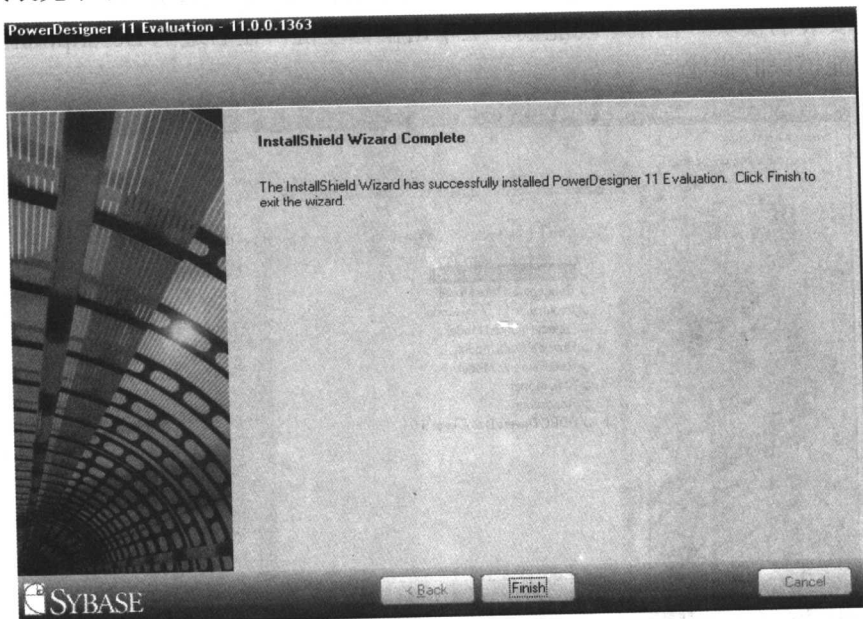 PowerDesigner 11 Evaluation - 11.0.0.1363
InstallShield Wizard Complete
The InstallShield Wizard has successfully installed PowerDesigner 11 Evaluation. Click Finish to
exit the wizard.
< Back
Finish
Cancel
SYBASE